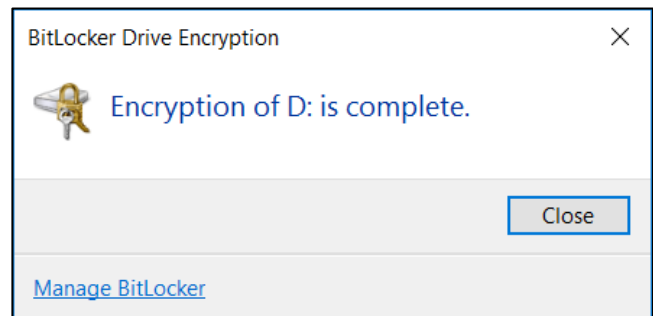 BitLocker Drive Encryption
Encryption of D: is complete.
Close
Manage BitLocker